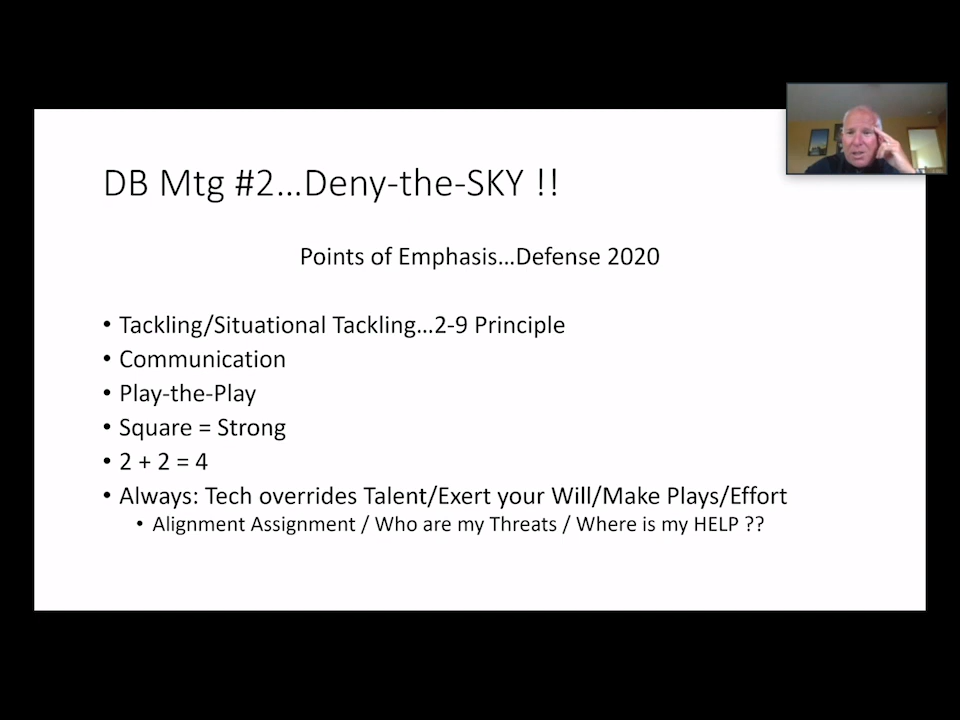 DB Mtg #2…Deny-the-SKY !!
Points of Emphasis…Defense 2020
• Tackling/Situational Tackling…2-9 Principle
• Communication
• Play-the-Play
• Square = Strong
• 2 + 2 = 4
• Always: Tech overrides Talent/Exert your Will/Make Plays/Effort
• Alignment Assignment / Who are my Threats / Where is my HELP ??